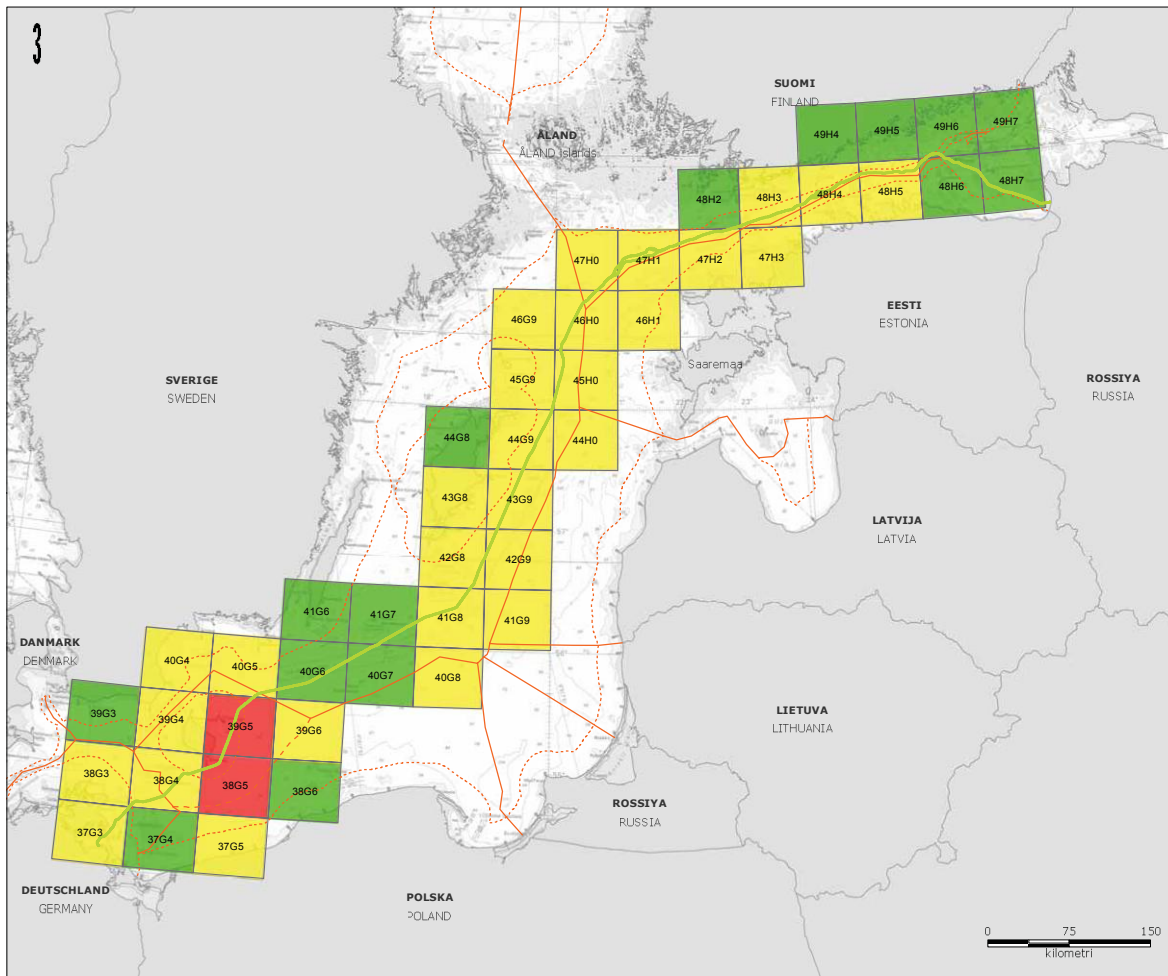 3
SUOMI
FINLAND
ÅLAND
ÅLAND Islands
49H4 49H5 49H6 49H7
48H2 48H3 48H4 48H5 48H6 48H7
47H0 47H1 47H2 47H3
46G9 46H0 46H1
EESTI
ESTONIA
Saaremaa
SVERIGE
SWEDEN
45G9 45H0
ROSSIYA
RUSSIA
44G8 44G9 44H0
43G8 43G9
LATVIJA
LATVIA
42G8 42G9
41G6 41G7 41G8 41G9
DANMARK
DENMARK
40G4 40G5 40G6 40G7 40G8
LIETUVA
LITHUANIA
39G3 39G4 39G5 39G6
38G3 38G4 38G5 38G6
ROSSIYA
RUSSIA
37G3 37G4 37G5
DEUTSCHLAND
GERMANY
POLSKA
POLAND
0 75 150
kilometri